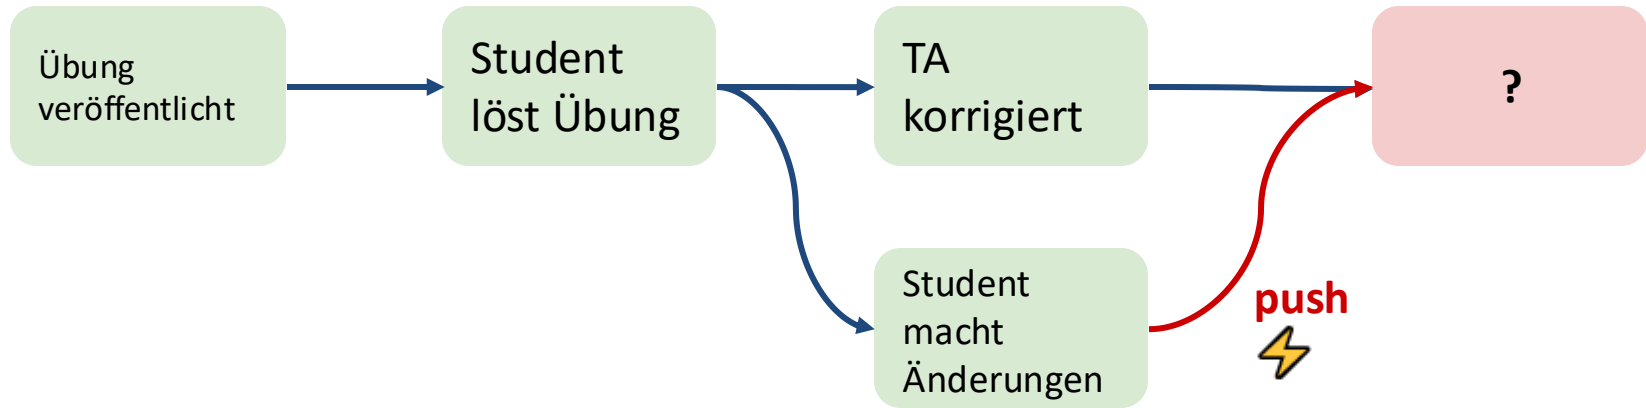 Übung
veröffentlicht
Student
löst Übung
TA
korrigiert
?
Student
macht
Änderungen
push